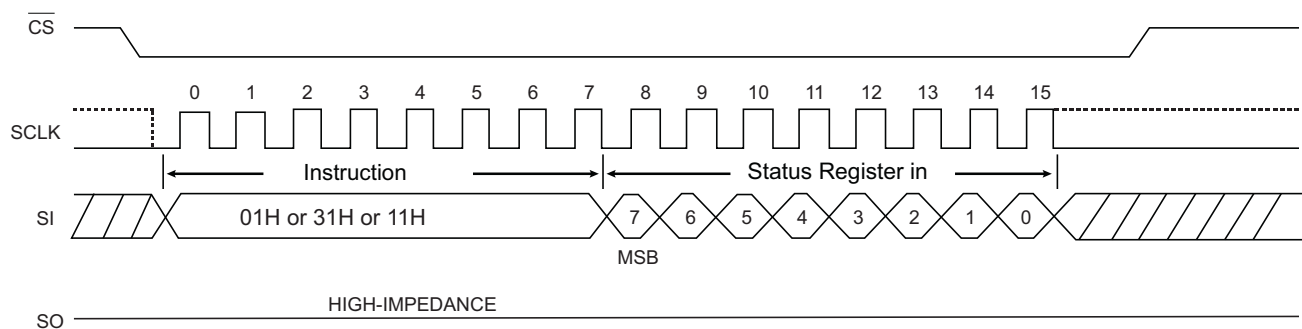 CS
0 1 2 3 4 5 6 7 8 9 10 11 12 13 14 15
SCLK
Instruction
Status Register in
SI
01H or 31H or 11H
7 6 5 4 3 2 1 0
MSB
HIGH-IMPEDANCE
SO